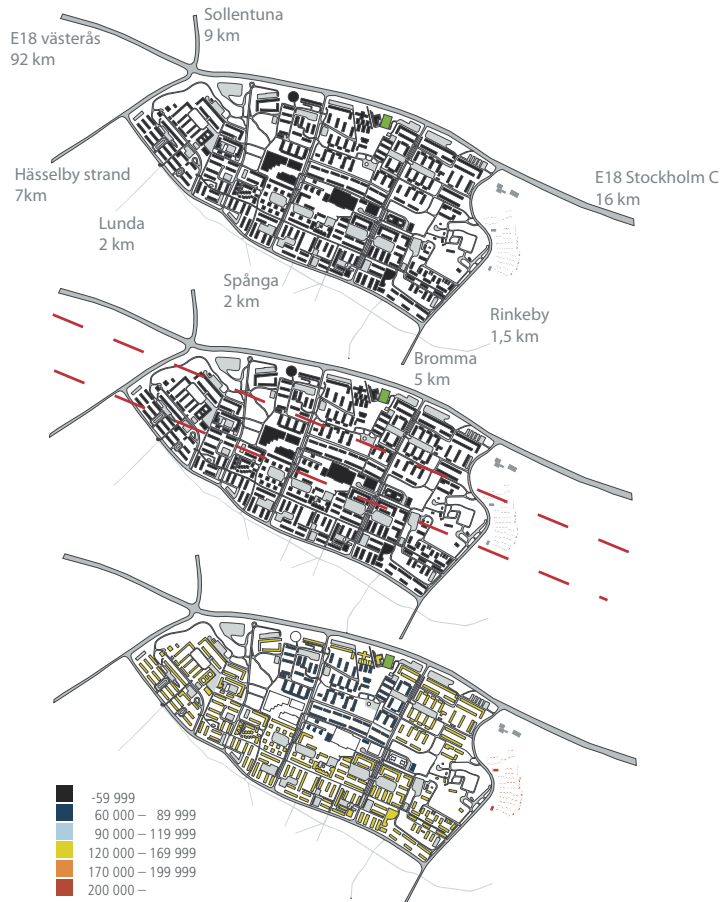 Sollentuna
9 km
E18 västerås
92 km
Hässelby strand
7km
E18 Stockholm C
16 km
Lunda
2 km
Spånga
2 km
Rinkeby
1,5 km
Bromma
5 km
-59 999
60 000 – 89 999
90 000 – 119 999
120 000 – 169 999
170 000 – 199 999
200 000 –